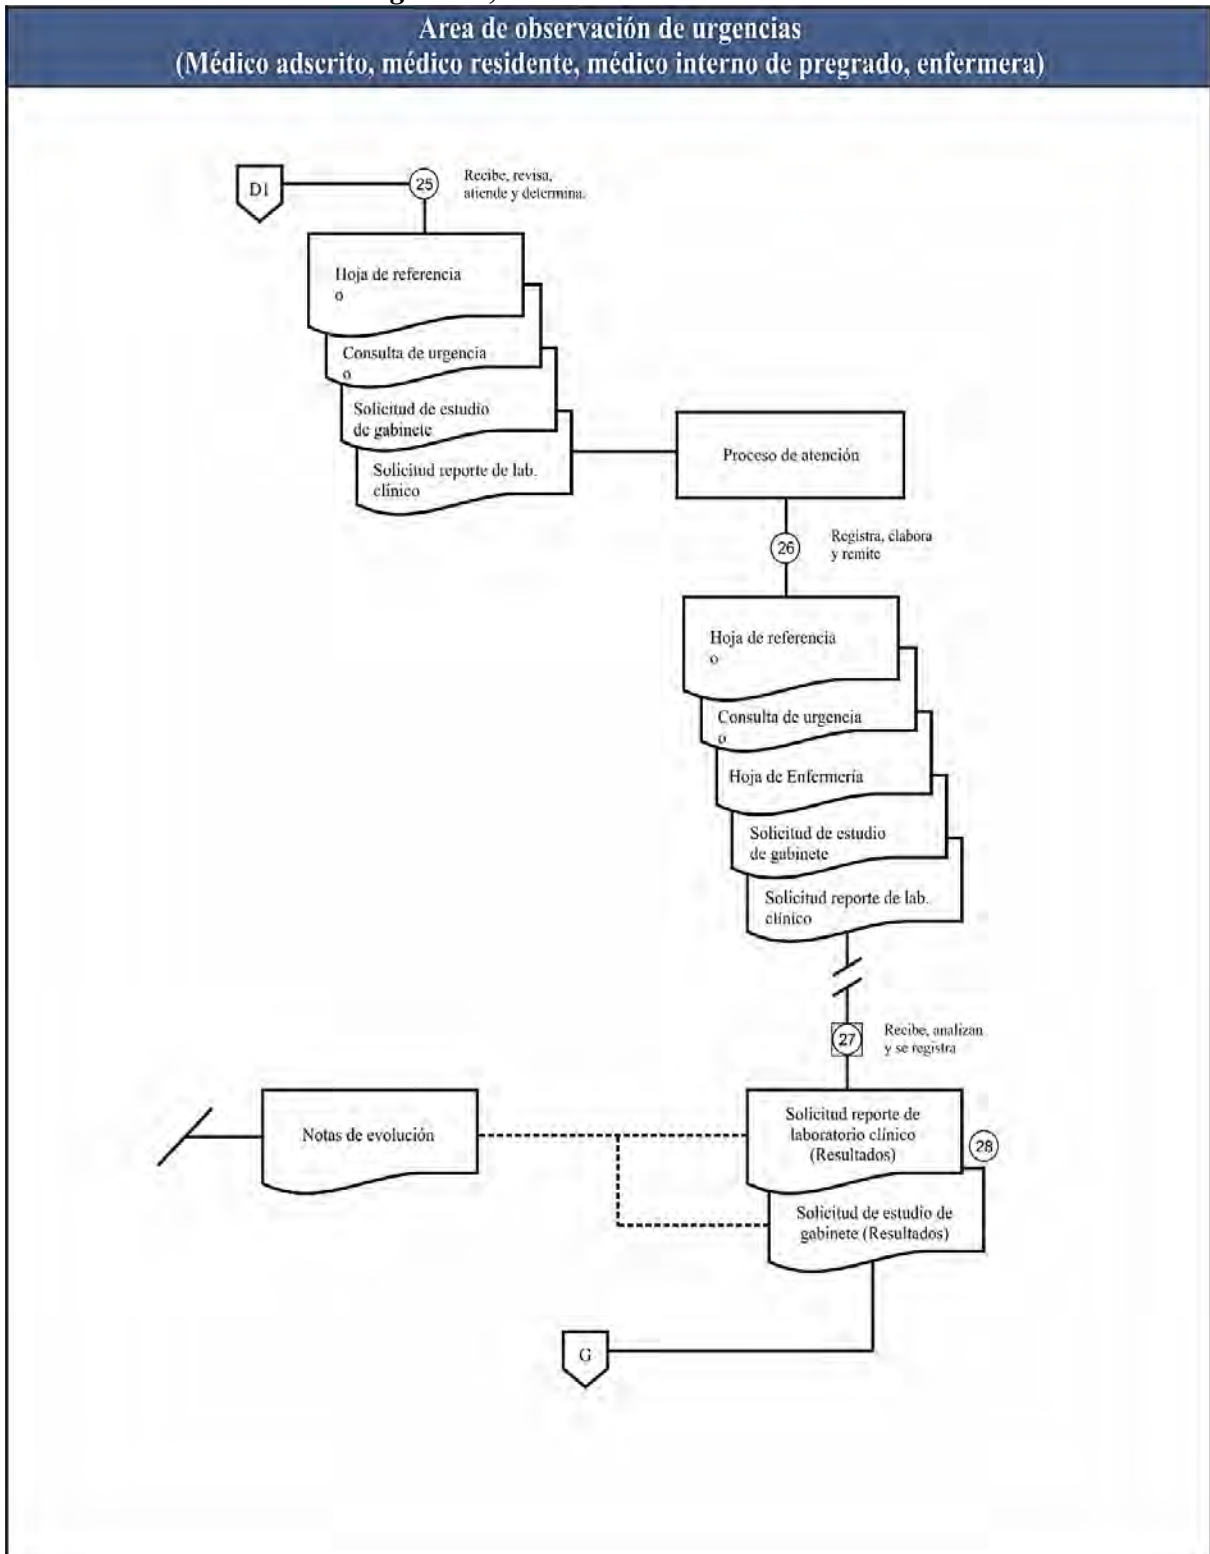 Area de observación de urgencias
(Médico adscrito, médico residente, médico interno de pregrado, enfermera)
D1
25
Recibe, revisa,
atiende y determina.
Hoja de referencia
o
Consulta de urgencia
o
Solicitud de estudio
de gabinete
Solicitud reporte de lab.
clínico
Proceso de atención
26
Registra, elabora
y remite
Hoja de referencia
o
Consulta de urgencia
o
Hoja de Enfermería
Solicitud de estudio
de gabinete
Solicitud reporte de lab.
clínico
27
Recibe, analizan
y se registra
Notas de evolución
Solicitud reporte de
laboratorio clínico
(Resultados)
28
Solicitud de estudio de
gabinete (Resultados)
G